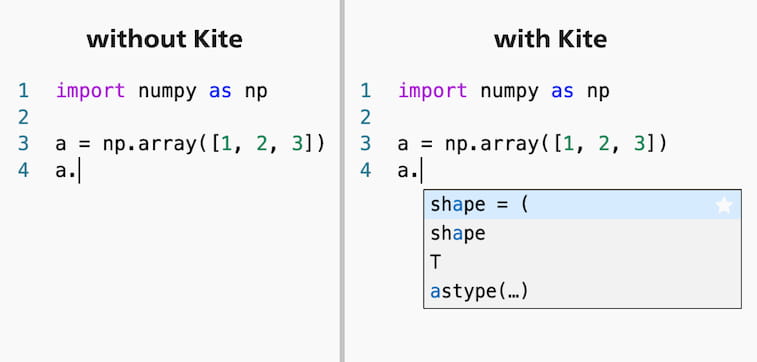 without Kite
1 import numpy as np
2
3 a = np.array([1, 2, 3])
4 a.
with Kite
1 import numpy as np
2
3 a = np.array([1, 2, 3])
4 a.
shape = (
shape
T
astype(…)